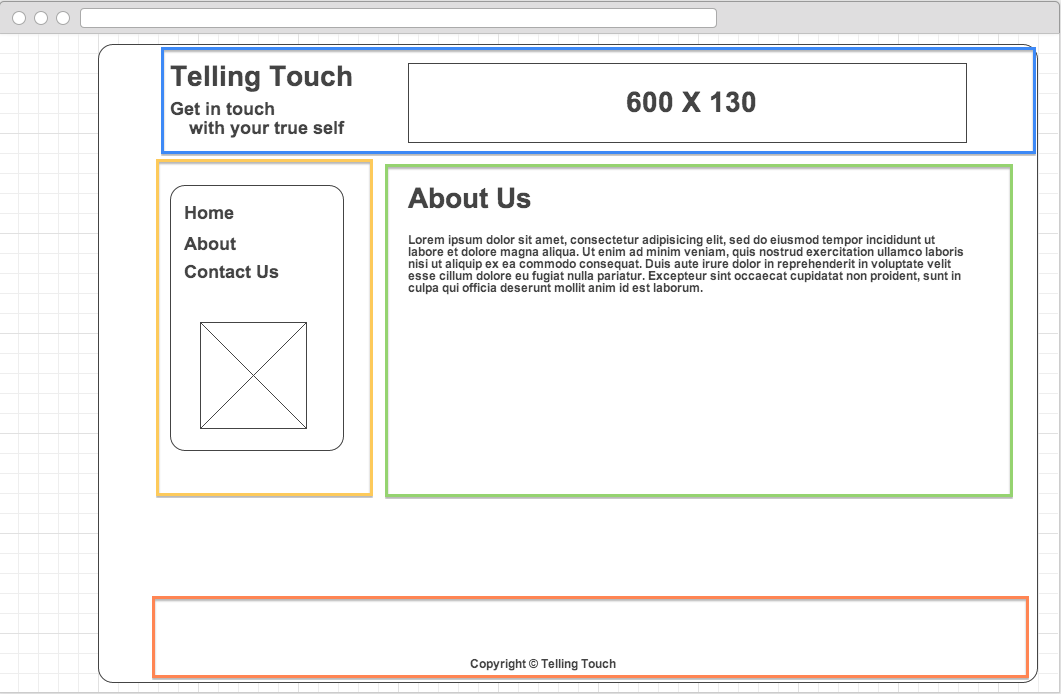 Telling Touch
Get in touch
with your true self
600 X 130
Home
About
Contact Us
About Us
Lorem ipsum dolor sit amet, consectetur adipisicing elit, sed do eiusmod tempor incididunt ut
labore et dolore magna aliqua. Ut enim ad minim veniam, quis nostrud exercitation ullamco laboris
nisi ut aliquip ex ea commodo consequat. Duis aute irure dolor in reprehenderit in voluptate velit
esse cillum dolore eu fugiat nulla pariatur. Excepteur sint occaecat cupidatat non proident, sunt in
culpa qui officia deserunt mollit anim id est laborum.
Copyright © Telling Touch